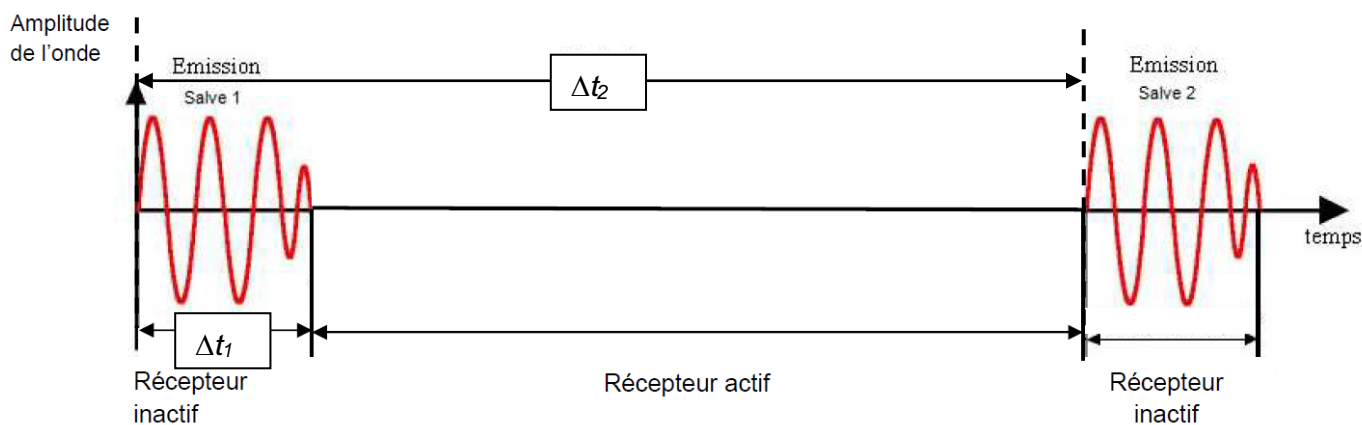 Amplitude
de l'onde
Emission
Salve 1
Δt2
Emission
Salve 2
temps
Δt1
Récepteur
inactif
Récepteur actif
Récepteur
inactif